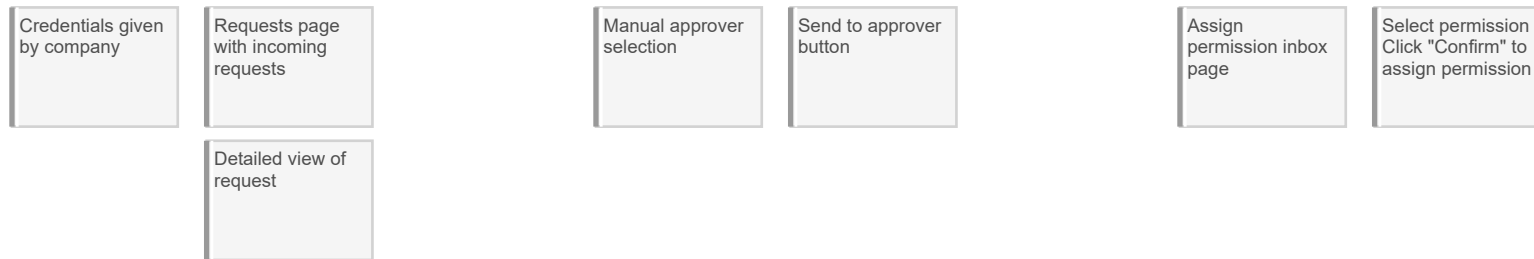 Credentials given
by company
Requests page
with incoming
requests
Manual approver
selection
Send to approver
button
Assign
permission inbox
page
Select permission
Click "Confirm" to
assign permission
Detailed view of
request